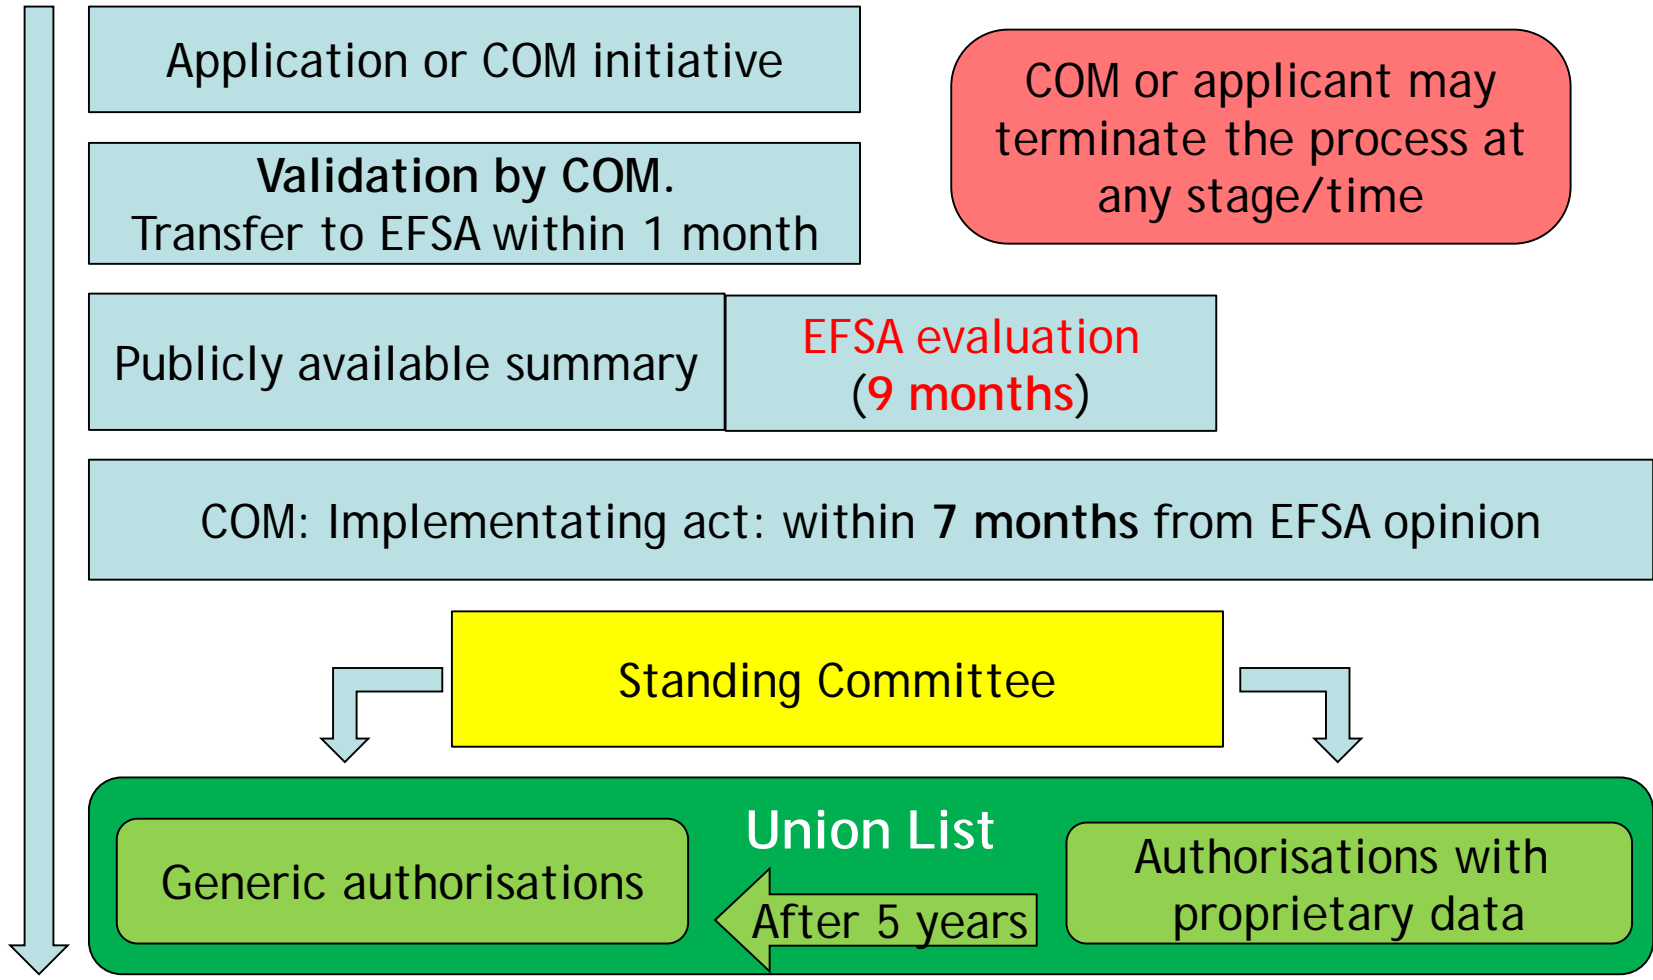 Application or COM initiative
COM or applicant may
terminate the process at
any stage/time
Validation by COM.
Transfer to EFSA within 1 month
Publicly available summary
EFSA evaluation
(9 months)
COM: Implementating act: within 7 months from EFSA opinion
Standing Committee
Union List
Generic authorisations
After 5 years
Authorisations with
proprietary data